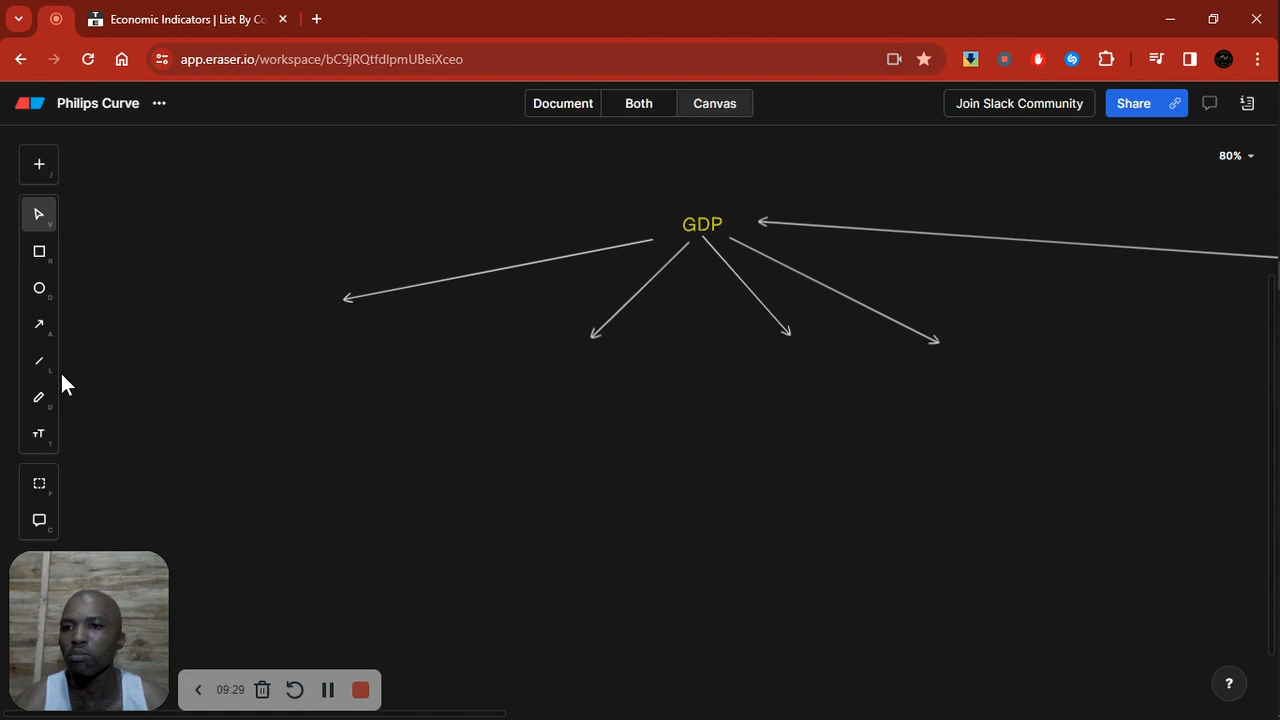 Economic Indicators | List By Co
app.eraser.io/workspace/bC9jRQtfdIpmUBeiXceo
Philips Curve
Document
Both
Canvas
Join Slack Community
Share
80%
GDP
/
V
R
O
A
L
D
T
F
C
09:29
?